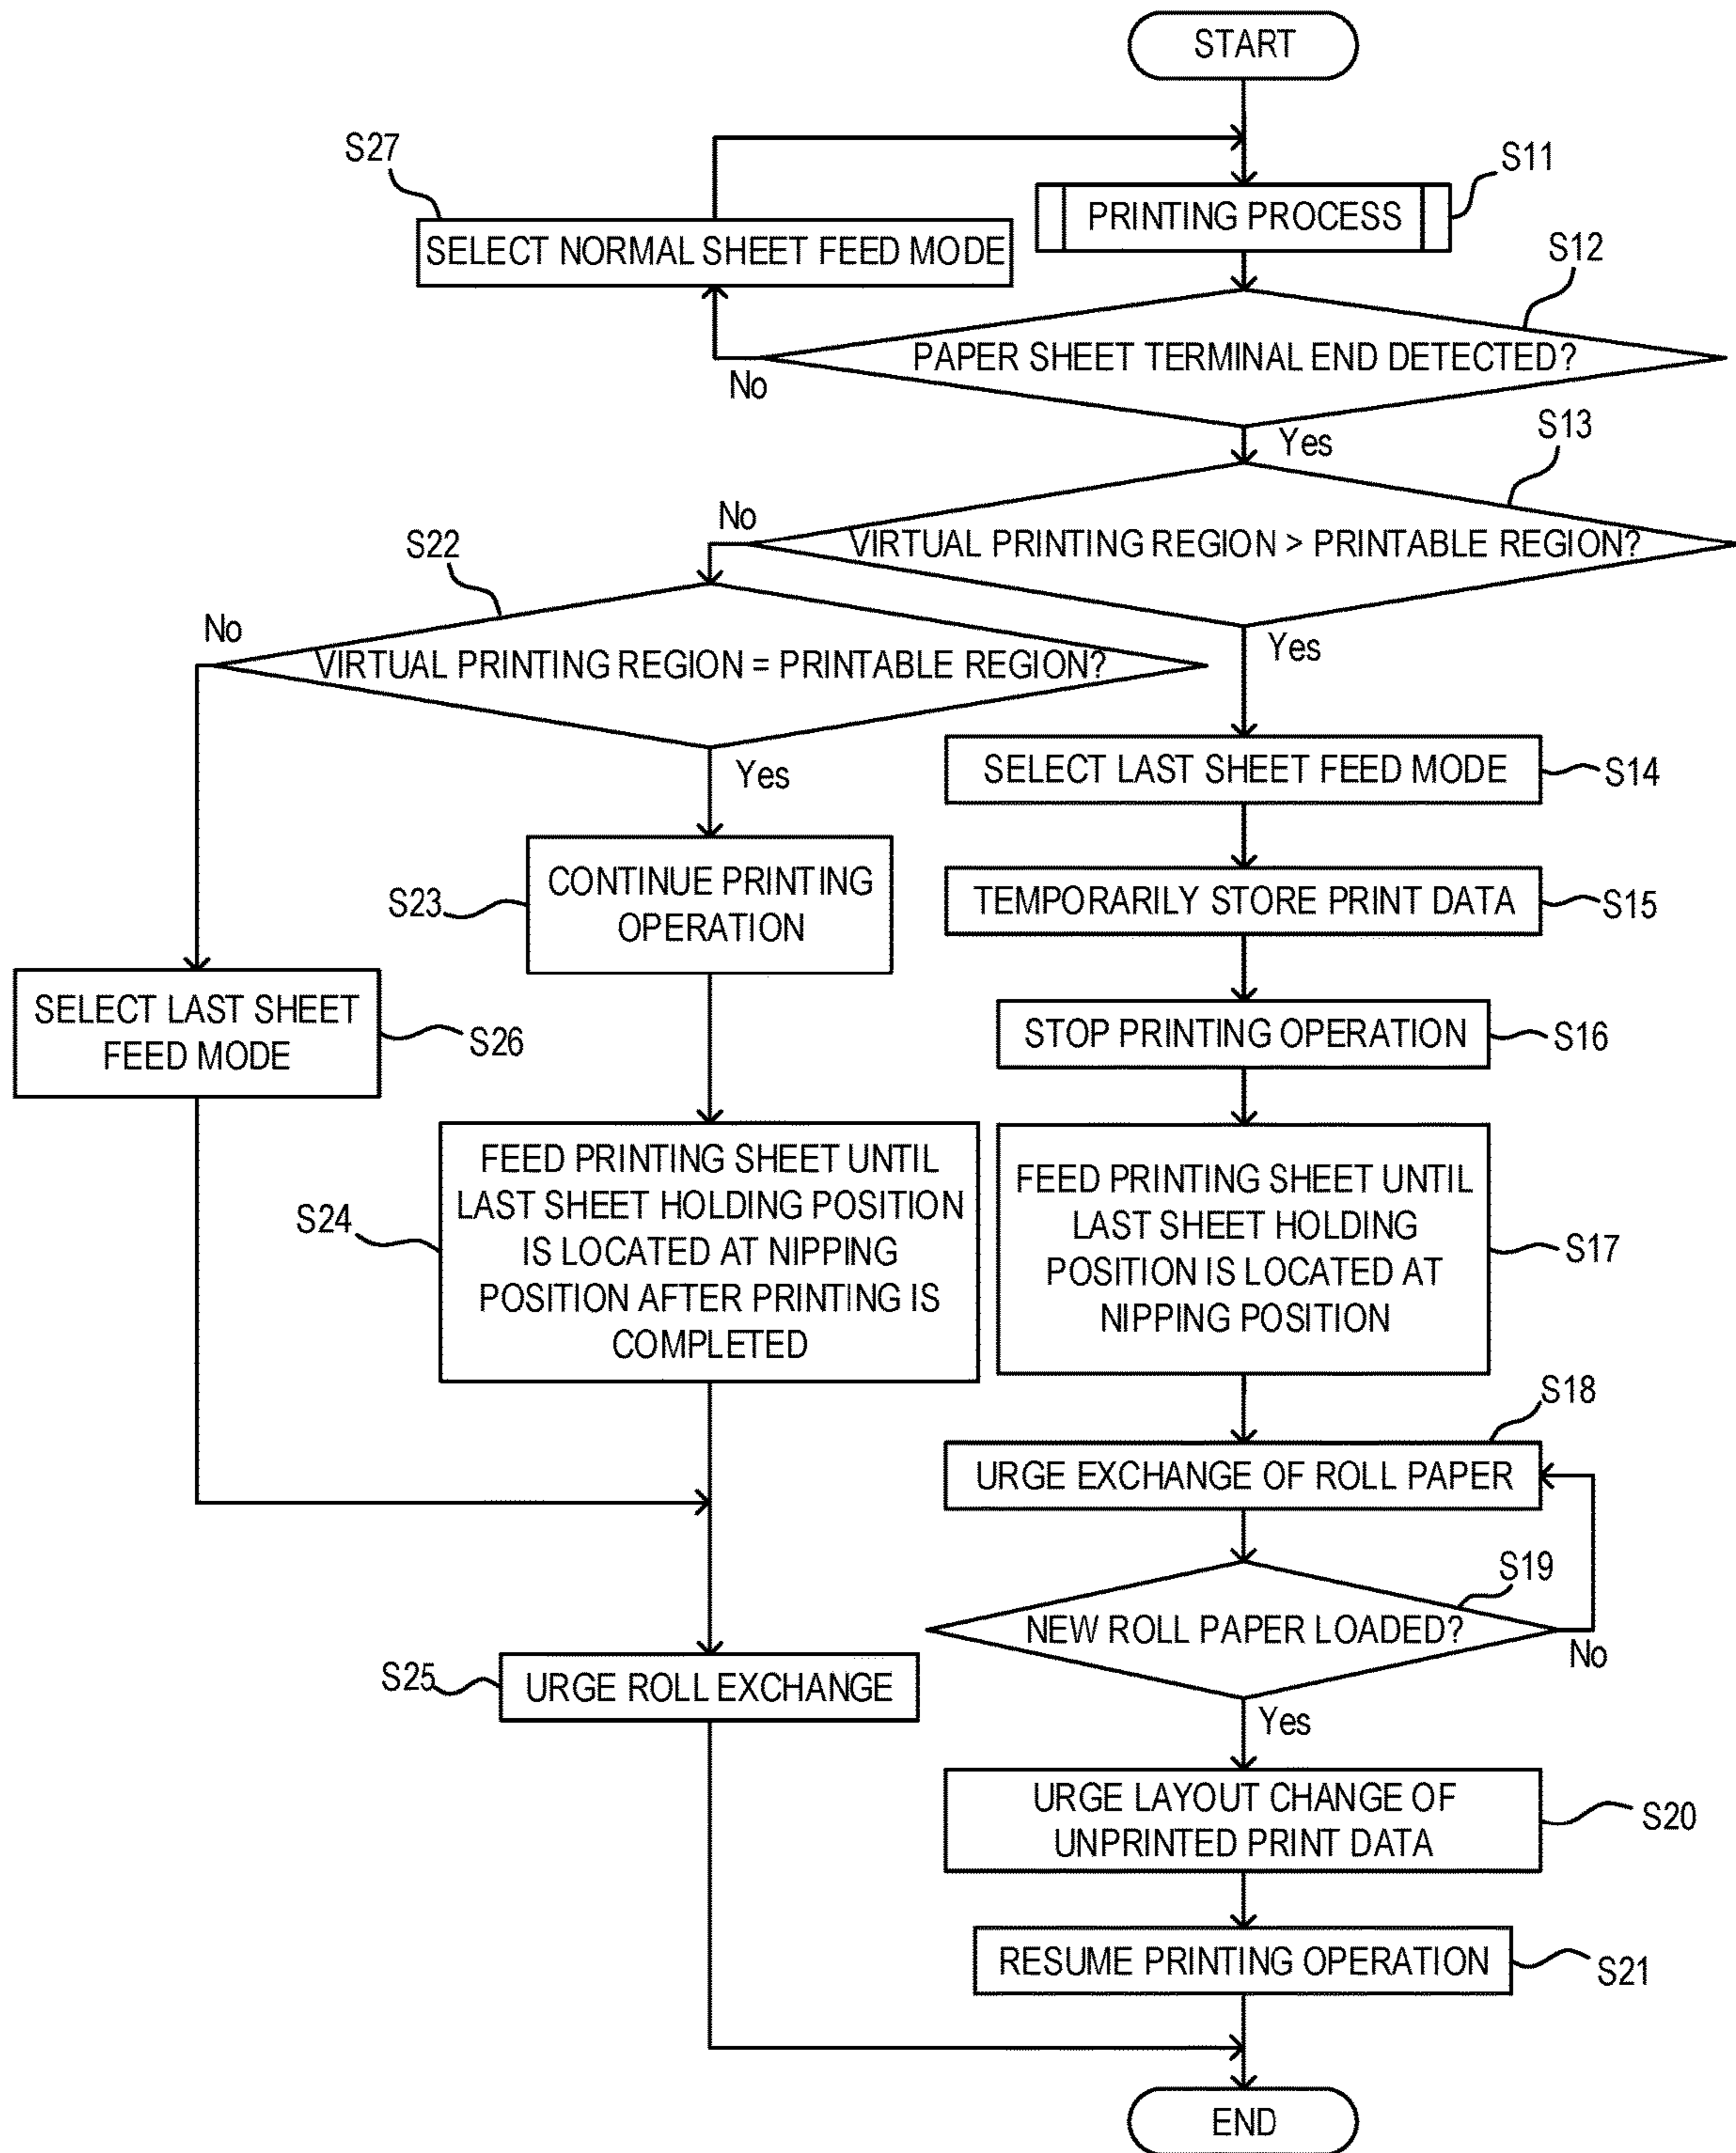 START
S27
S11
PRINTING PROCESS
SELECT NORMAL SHEET FEED MODE
S12
PAPER SHEET TERMINAL END DETECTED?
No
Yes
S13
No
VIRTUAL PRINTING REGION > PRINTABLE REGION?
S22
No
Yes
VIRTUAL PRINTING REGION = PRINTABLE REGION?
Yes
SELECT LAST SHEET FEED MODE
S14
CONTINUE PRINTING
OPERATION
S23
TEMPORARILY STORE PRINT DATA
S15
SELECT LAST SHEET
FEED MODE
S26
STOP PRINTING OPERATION
S16
FEED PRINTING SHEET UNTIL
LAST SHEET HOLDING POSITION
IS LOCATED AT NIPPING
POSITION AFTER PRINTING IS
COMPLETED
S24
FEED PRINTING SHEET UNTIL
LAST SHEET HOLDING
POSITION IS LOCATED AT
NIPPING POSITION
S17
S18
URGE EXCHANGE OF ROLL PAPER
S19
NEW ROLL PAPER LOADED?
No
S25
URGE ROLL EXCHANGE
Yes
URGE LAYOUT CHANGE OF
UNPRINTED PRINT DATA
S20
RESUME PRINTING OPERATION
S21
END